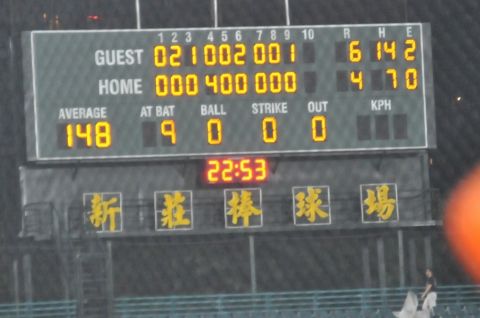 1 2 3 4 5 6 7 8 9 10 R H E
GUEST 0 2 1 0 0 2 0 0 1 6 14 2
HOME 0 0 0 4 0 0 0 0 0 4 7 0
AVERAGE AT BAT BALL STRIKE OUT KPH
148 9 0 0 0
22:53
新莊棒球場